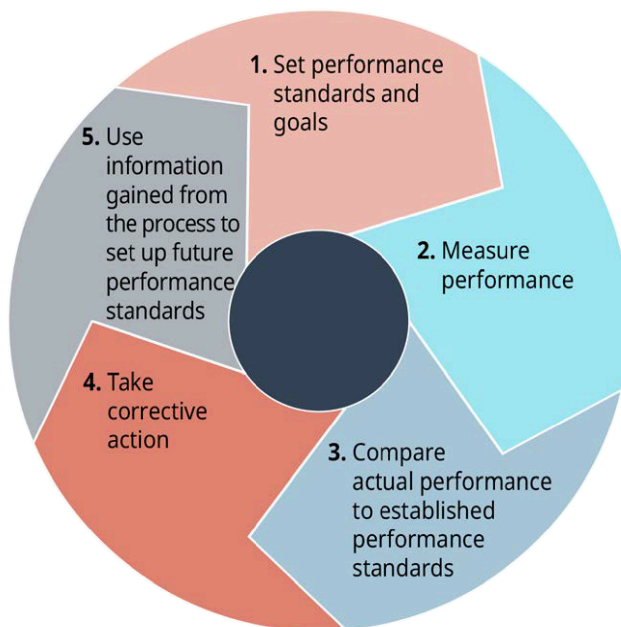 1. Set performance
standards and
goals
2. Measure
performance
3. Compare
actual performance
to established
performance
standards
4. Take
corrective
action
5. Use
information
gained from
the process to
set up future
performance
standards